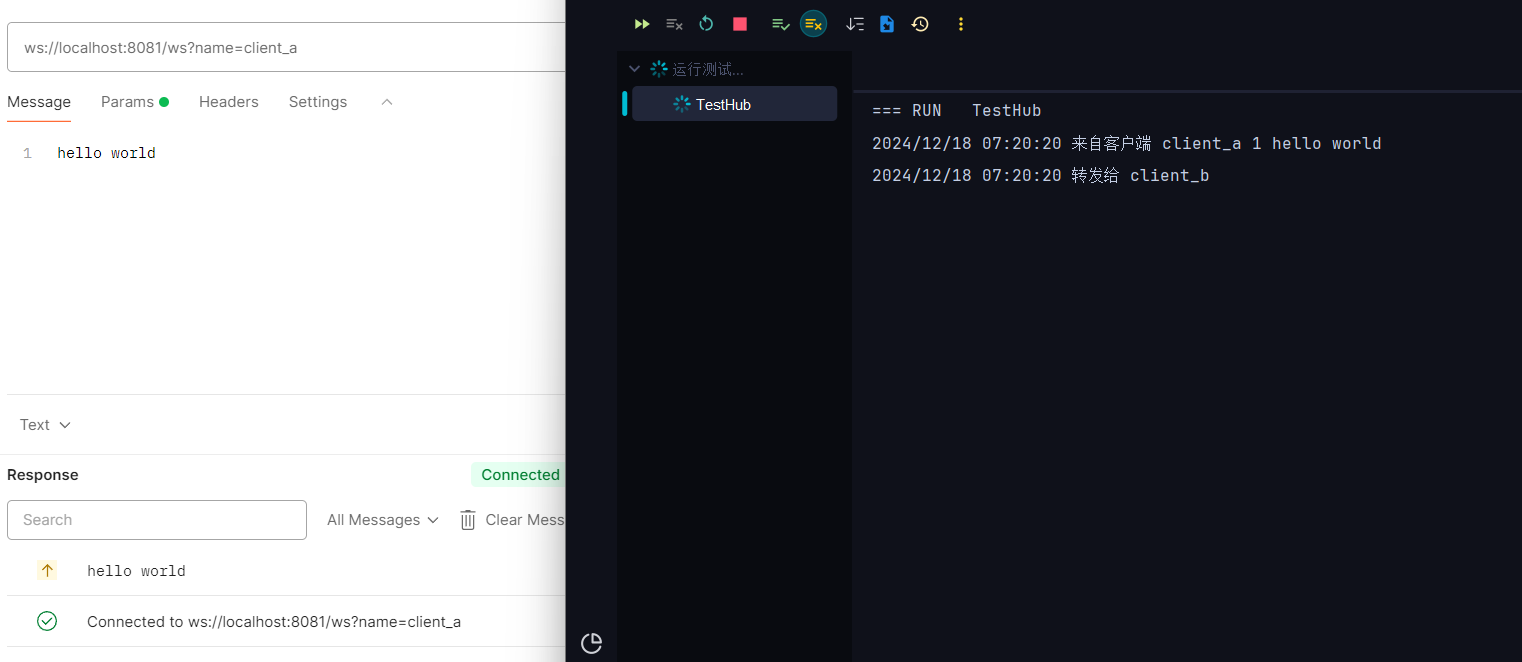 ws://localhost:8081/ws?name=client_a
Message Params Headers Settings
1 hello world
Text
Response Connected
Search All Messages Clear Mess
hello world
Connected to ws://localhost:8081/ws?name=client_a
运行测试...
TestHub
=== RUN TestHub
2024/12/18 07:20:20 来自客户端 client_a 1 hello world
2024/12/18 07:20:20 转发给 client_b